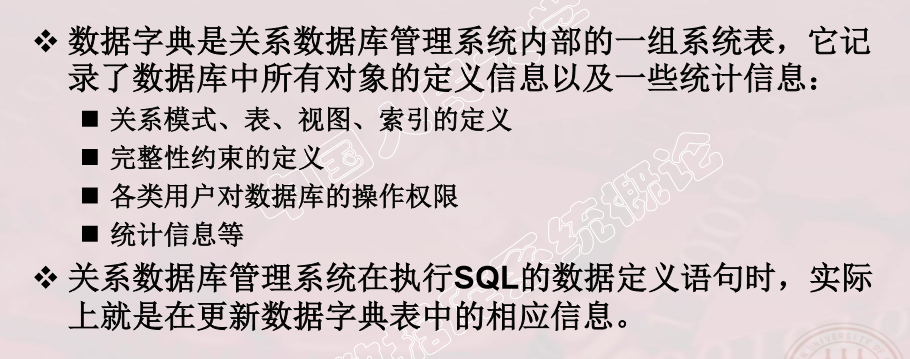 ❖ 数据字典是关系数据库管理系统内部的一组系统表，它记
录了数据库中所有对象的定义信息以及一些统计信息：
■ 关系模式、表、视图、索引的定义
■ 完整性约束的定义
■ 各类用户对数据库的操作权限
■ 统计信息等
❖ 关系数据库管理系统在执行SQL的数据定义语句时，实际
上就是在更新数据字典表中的相应信息。